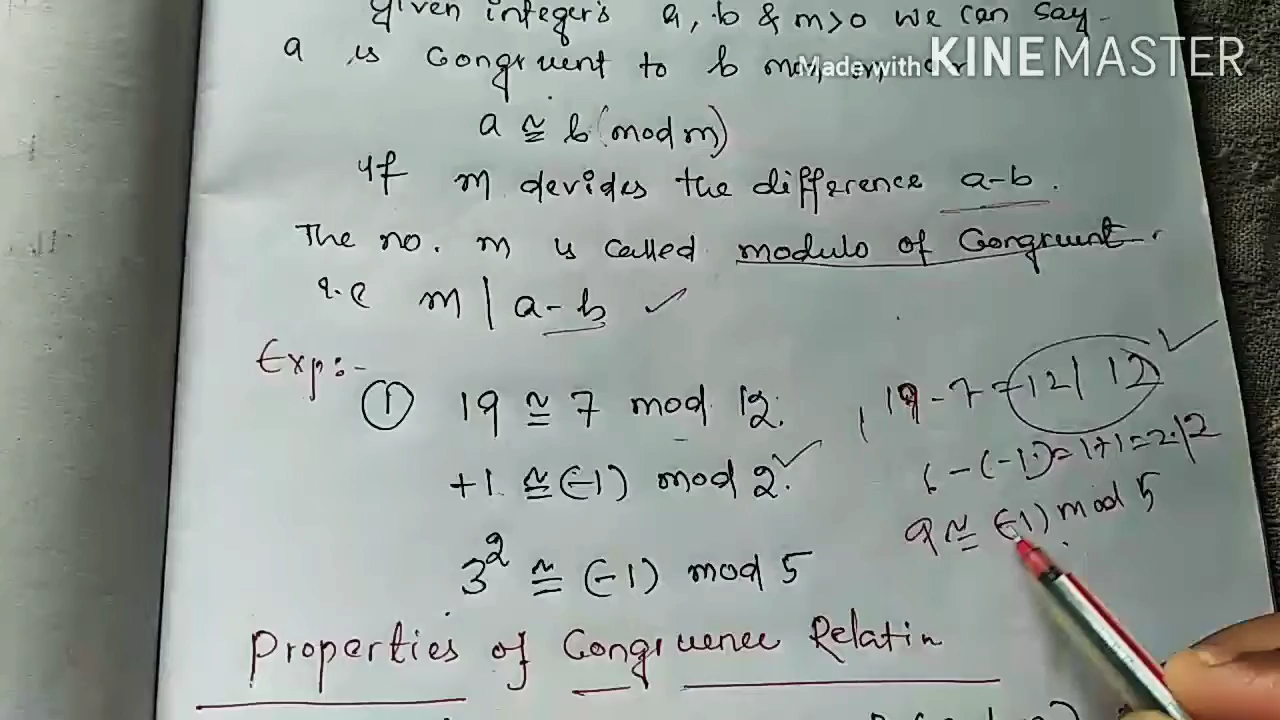 given integers a, b & m>0 we can say-
a is congruent to b
Made with KINEMASTER
a ≅ b (mod m)
if m devides the difference a-b.
The no. m is called modulo of Congruent.
i.e m | a-b ✓
Exp:-
① 19 ≅ 7 mod 12. , 19-7=12| 12 ✓
+1 ≅ (-1) mod 2. ✓ 1-(-1)=1+1=2|2
3² ≅ (-1) mod 5 9 ≅ (-1) mod 5
Properties of Congruence Relatin